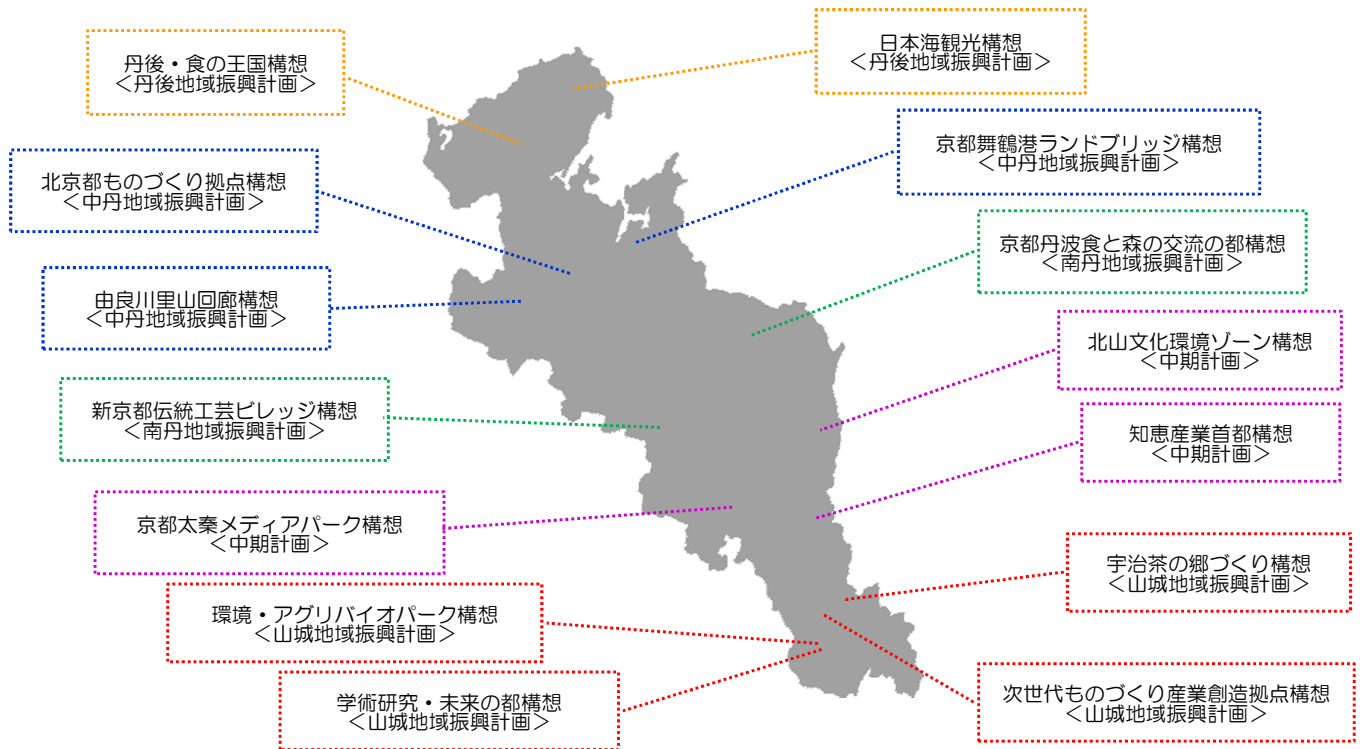 丹後・食の王国構想
＜丹後地域振興計画＞
日本海観光構想
＜丹後地域振興計画＞
北京都ものづくり拠点構想
＜中丹地域振興計画＞
京都舞鶴港ランドブリッジ構想
＜中丹地域振興計画＞
由良川里山回廊構想
＜中丹地域振興計画＞
京都丹波食と森の交流の都構想
＜南丹地域振興計画＞
新京都伝統工芸ビレッジ構想
＜南丹地域振興計画＞
北山文化環境ゾーン構想
＜中期計画＞
京都太秦メディアパーク構想
＜中期計画＞
知恵産業首都構想
＜中期計画＞
環境・アグリバイオパーク構想
＜山城地域振興計画＞
宇治茶の郷づくり構想
＜山城地域振興計画＞
学術研究・未来の都構想
＜山城地域振興計画＞
次世代ものづくり産業創造拠点構想
＜山城地域振興計画＞